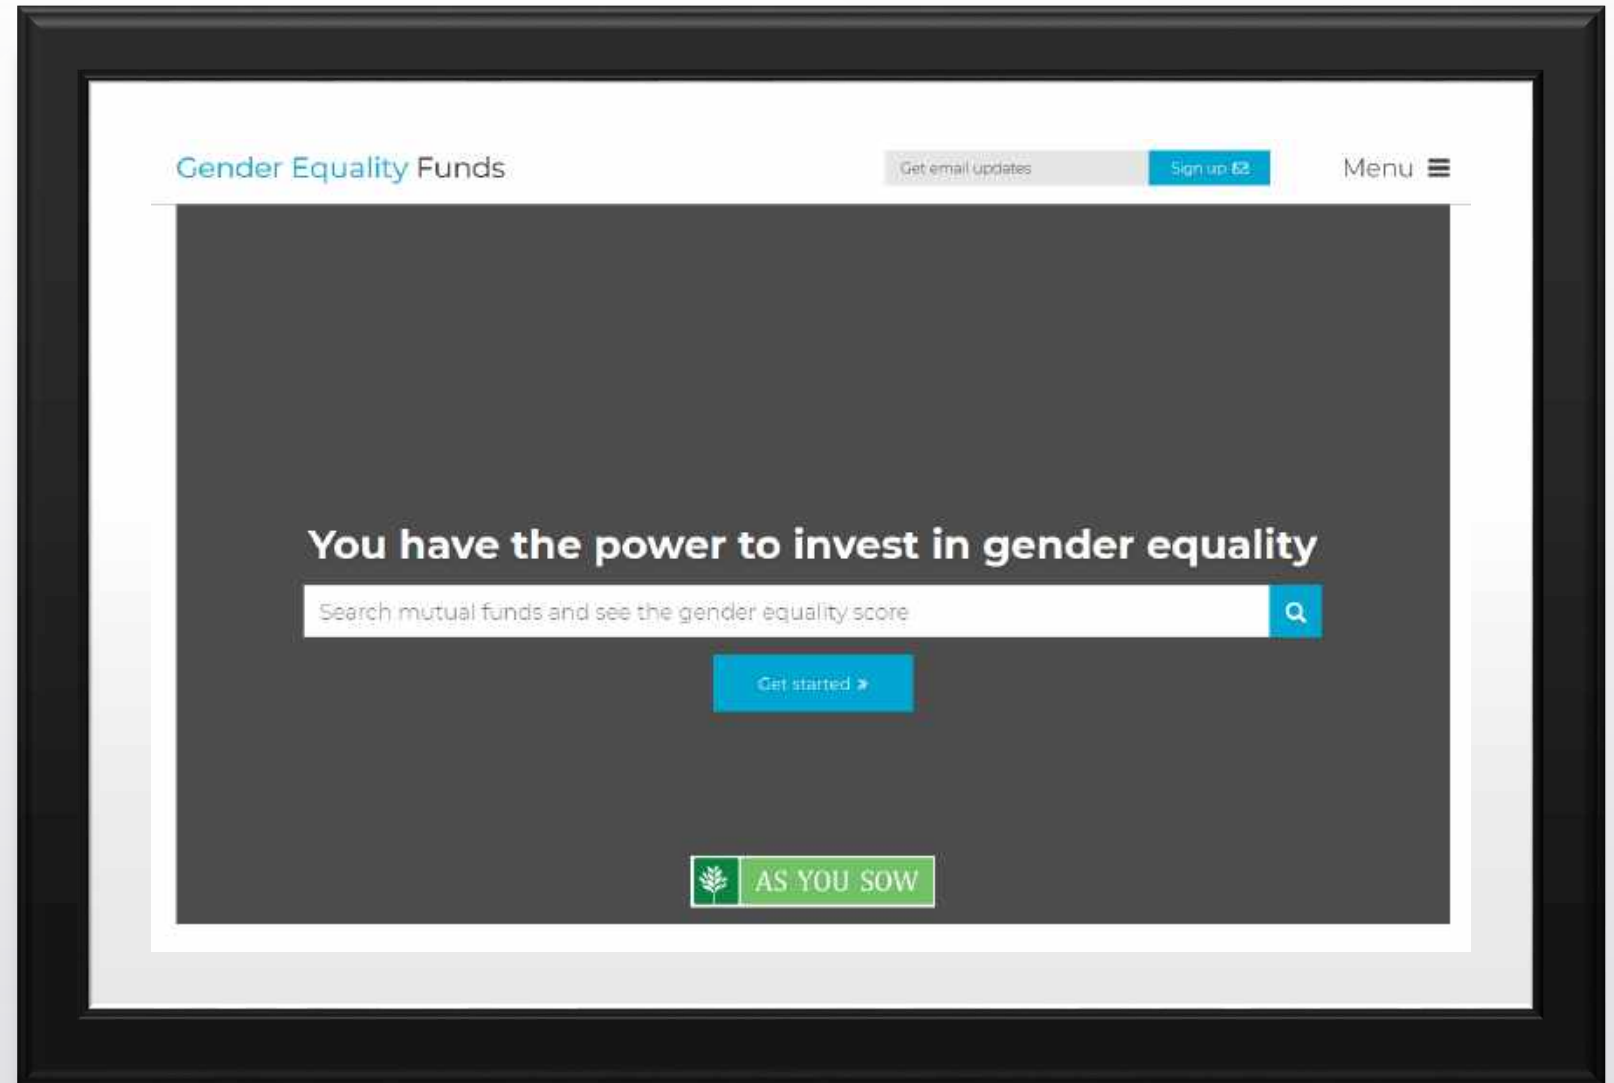 Gender Equality Funds
Get email updates
Sign up
Menu
You have the power to invest in gender equality
Search mutual funds and see the gender equality score
Get started »
AS YOU SOW